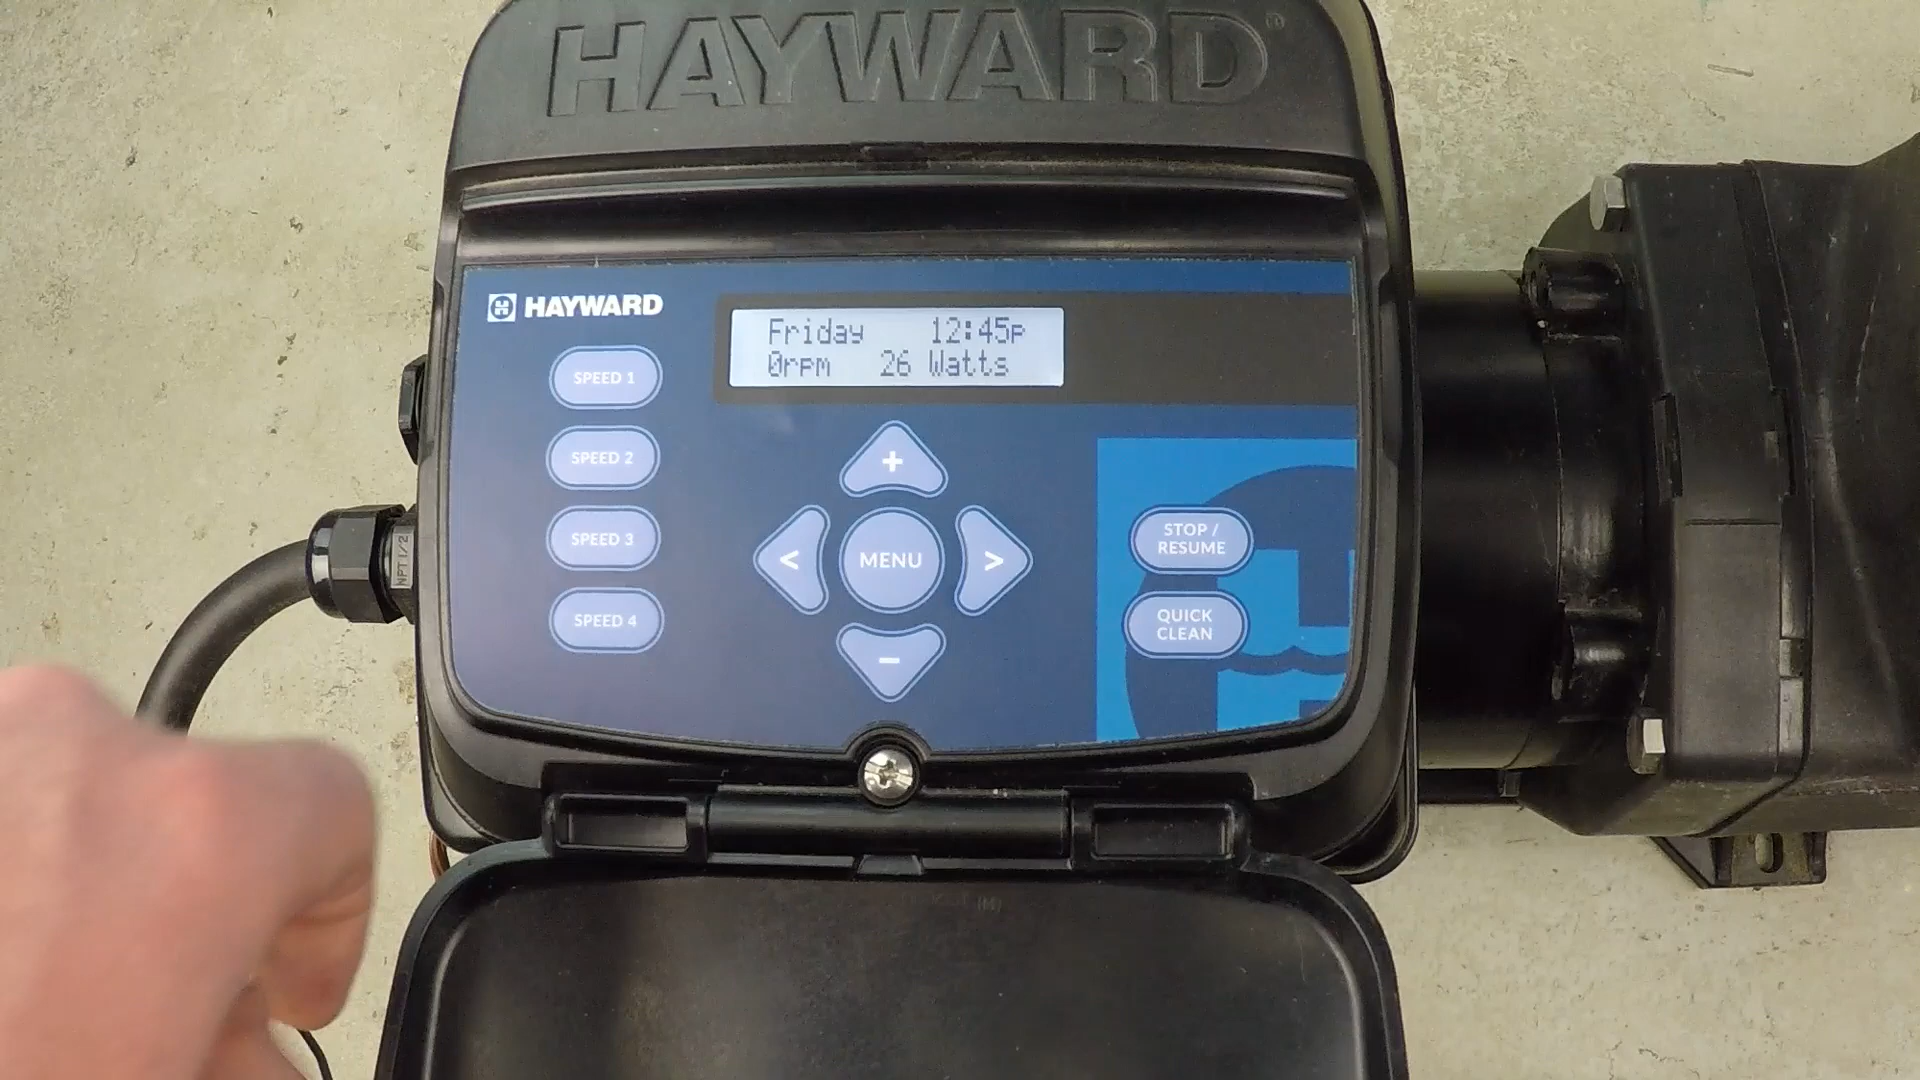 HAYWARD®
HAYWARD
Friday 12:45P
0rpm 26 Watts
SPEED 1
SPEED 2
SPEED 3
SPEED 4
+
<
MENU
>
−
STOP /
RESUME
QUICK
CLEAN
NPT 1/2